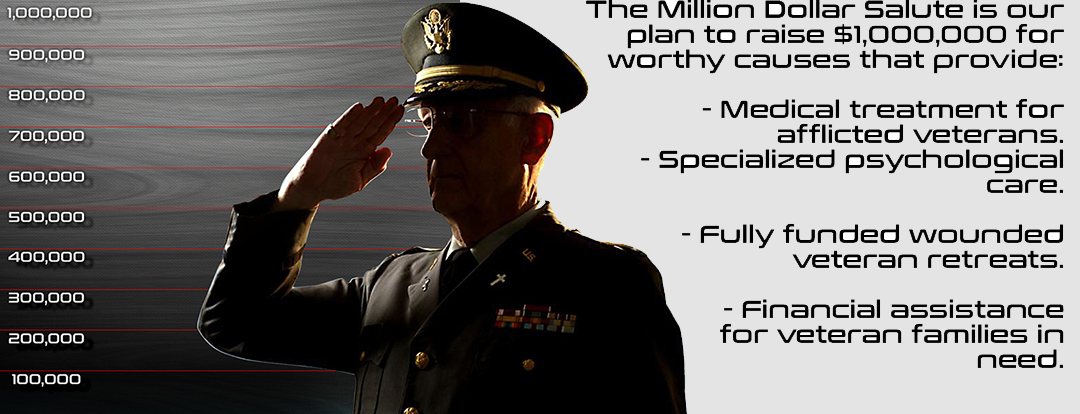 1,000,000
900,000
800,000
700,000
600,000
500,000
400,000
300,000
200,000
100,000
US
The Million Dollar Salute is our
plan to raise $1,000,000 for
worthy causes that provide:
- Medical treatment for
afflicted veterans.
- Specialized psychological
care.
- Fully funded wounded
veteran retreats.
- Financial assistance
for veteran families in
need.